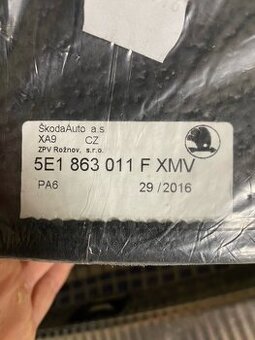 ŠkodaAuto a.s
XA9 CZ
ZPV Rožnov, s.r.o.
5E1 863 011 F XMV
PA6 29/2016